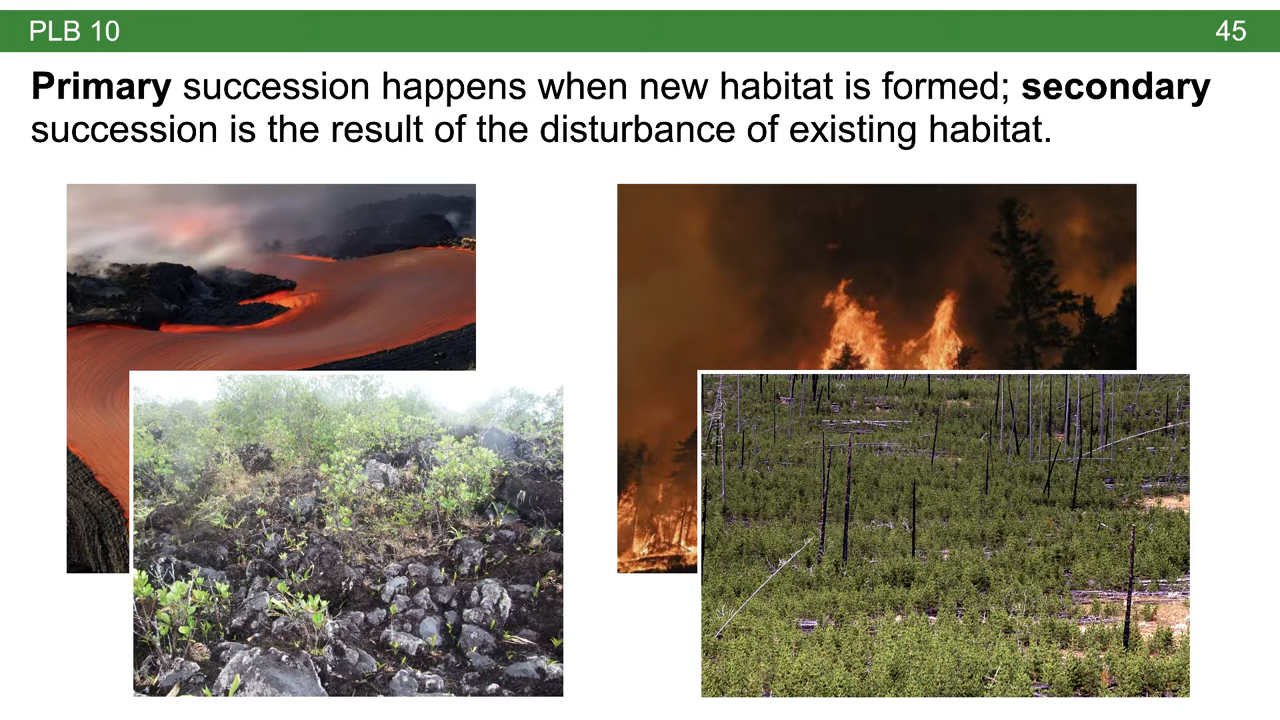 PLB 10
45
Primary succession happens when new habitat is formed; secondary
succession is the result of the disturbance of existing habitat.